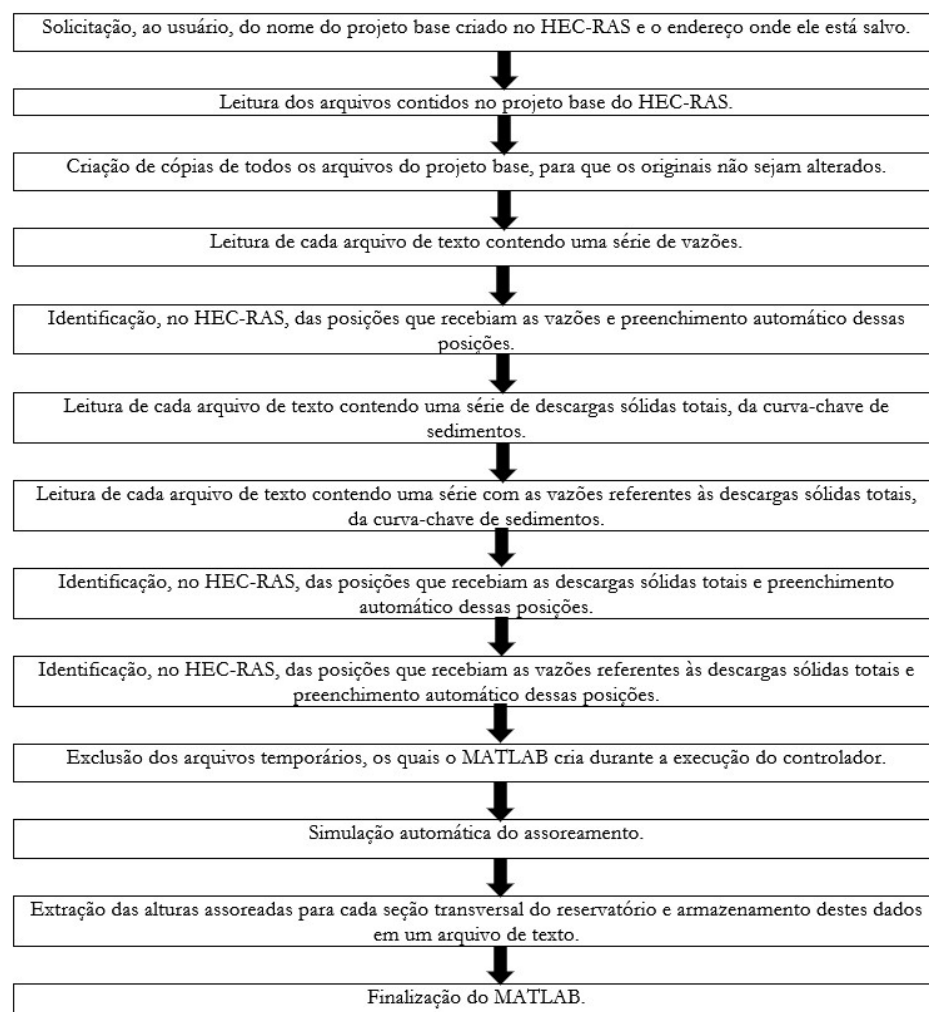 Solicitação, ao usuário, do nome do projeto base criado no HEC-RAS e o endereço onde ele está salvo.
Leitura dos arquivos contidos no projeto base do HEC-RAS.
Criação de cópias de todos os arquivos do projeto base, para que os originais não sejam alterados.
Leitura de cada arquivo de texto contendo uma série de vazões.
Identificação, no HEC-RAS, das posições que recebiam as vazões e preenchimento automático dessas
posições.
Leitura de cada arquivo de texto contendo uma série de descargas sólidas totais, da curva-chave de
sedimentos.
Leitura de cada arquivo de texto contendo uma série com as vazões referentes às descargas sólidas totais,
da curva-chave de sedimentos.
Identificação, no HEC-RAS, das posições que recebiam as descargas sólidas totais e preenchimento
automático dessas posições.
Identificação, no HEC-RAS, das posições que recebiam as vazões referentes às descargas sólidas totais e
preenchimento automático dessas posições.
Exclusão dos arquivos temporários, os quais o MATLAB cria durante a execução do controlador.
Simulação automática do assoreamento.
Extração das alturas assoreadas para cada seção transversal do reservatório e armazenamento destes dados
em um arquivo de texto.
Finalização do MATLAB.